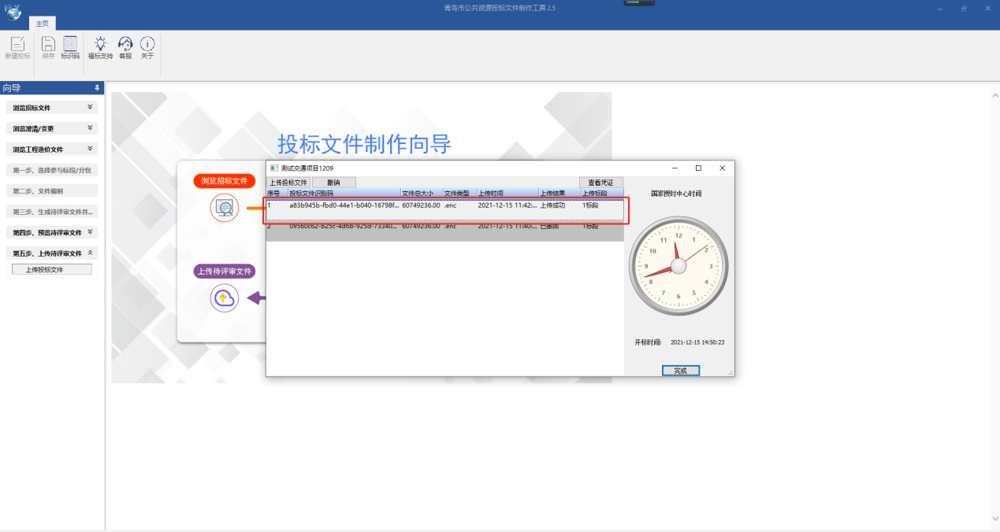 青岛市公共资源投标文件制作工具 2.5
主页
新建投标 保存 标识码 福标支持 客服 关于
向导
浏览招标文件
浏览澄清/变更
浏览工程造价文件
第一步、选择参与标段/分包
第二步、文件编制
第三步、生成待评审文件并...
第四步、预览待评审文件
第五步、上传待评审文件
上传投标文件
投标文件制作向导
浏览招标文件
上传待评审文件
测试交通项目1209
上传投标文件 撤销 查看凭证
序号 投标文件识别码 文件总大小 文件类型 上传时间 上传结果 上传标段
1 a83b945b-fbd0-44e1-b040-16798f... 60749236.00 .enc 2021-12-15 11:42:... 上传成功 1标段
2 09560c62-b25c-4d6b-925d-73340... 60749236.00 .enc 2021-12-15 11:40:... 已撤回 1标段
国家授时中心时间
12
1
2
3
4
5
6
7
8
9
10
11
开标时间: 2021-12-15 14:50:23
完成